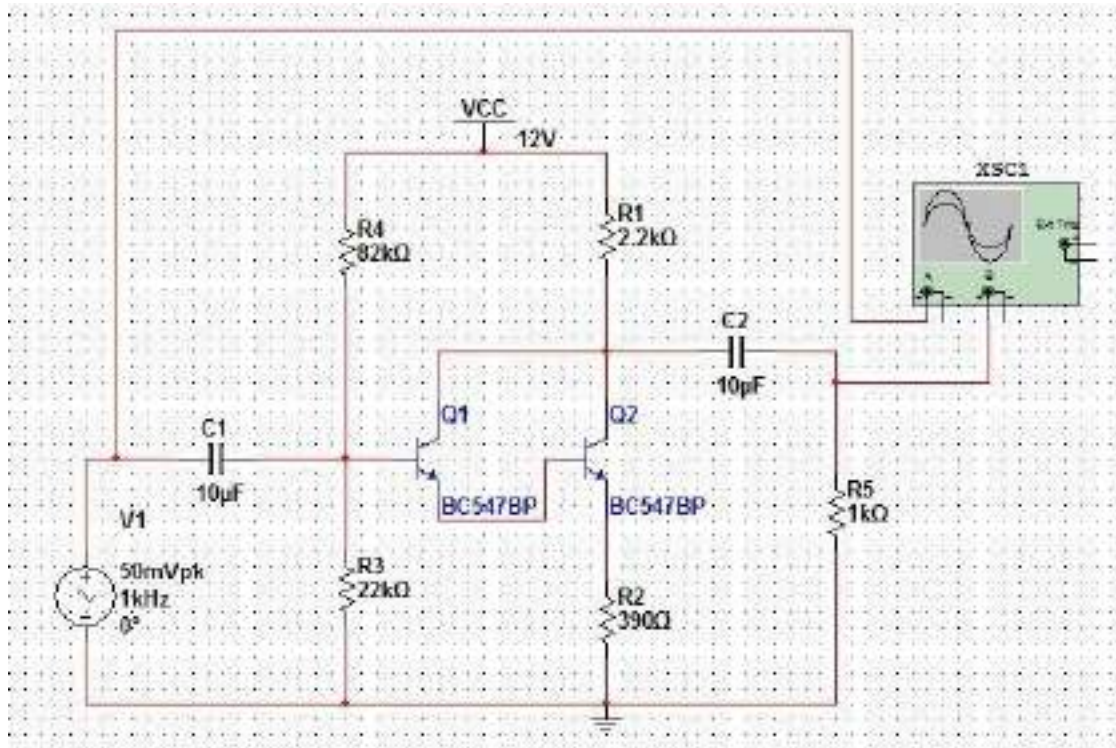 VCC
12V
XSC1
R4
82kΩ
R1
2.2kΩ
A
B
C2
10µF
Q1
Q2
C1
10µF
BC547BP
BC547BP
R5
1kΩ
V1
50mVpk
1kHz
0°
R3
22kΩ
R2
390Ω